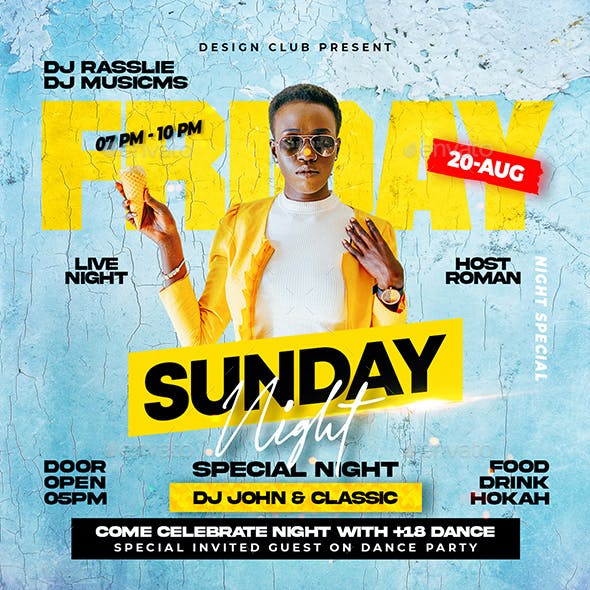 DESIGN CLUB PRESENT
DJ RASSLIE
DJ MUSICMS
FRIDAY
07 PM - 10 PM
20-AUG
LIVE
NIGHT
HOST
ROMAN
NIGHT SPECIAL
SUNDAY
Night
SPECIAL NIGHT
DJ JOHN & CLASSIC
DOOR
OPEN
05PM
FOOD
DRINK
HOKAH
COME CELEBRATE NIGHT WITH +18 DANCE
SPECIAL INVITED GUEST ON DANCE PARTY
envato